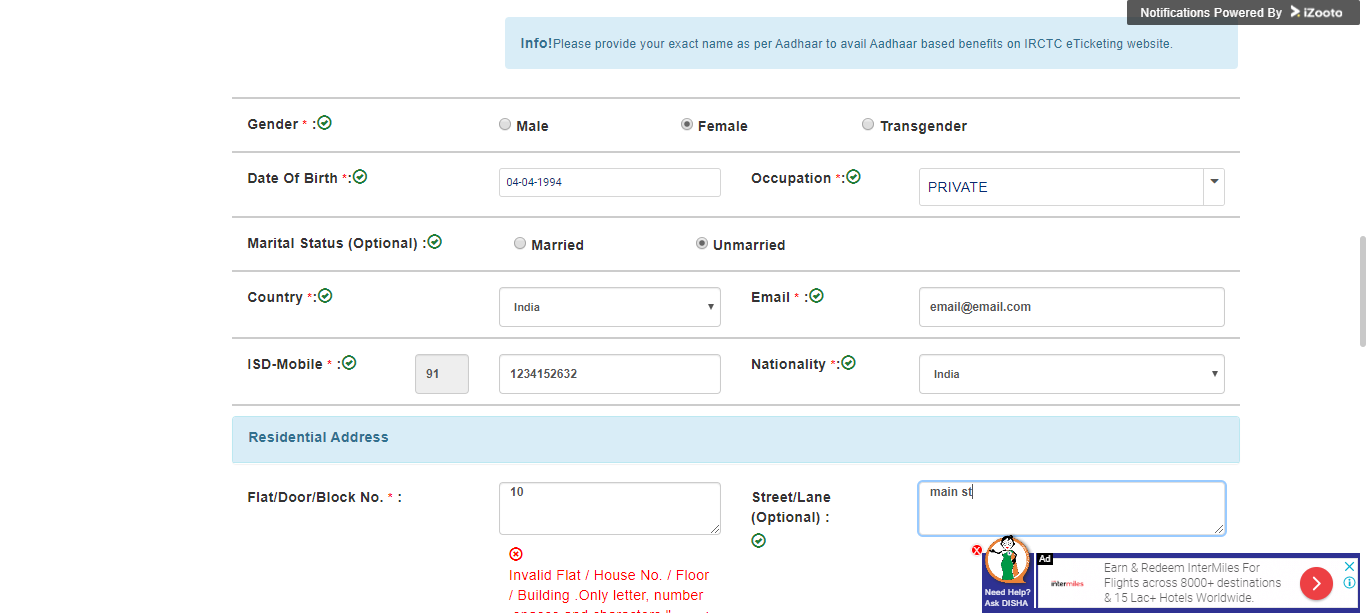 Notifications Powered By iZooto
Info!Please provide your exact name as per Aadhaar to avail Aadhaar based benefits on IRCTC eTicketing website.
Gender * : Male Female Transgender
Date Of Birth *: 04-04-1994 Occupation *: PRIVATE
Marital Status (Optional) : Married Unmarried
Country *: India Email * : email@email.com
ISD-Mobile * : 91 1234152632 Nationality *: India
Residential Address
Flat/Door/Block No. * : 10 Street/Lane main st
(Optional) :
Invalid Flat / House No. / Floor
/ Building .Only letter, number
Need Help?
Ask DISHA
Ad
intermiles
Earn & Redeem InterMiles For
Flights across 8000+ destinations
& 15 Lac+ Hotels Worldwide.